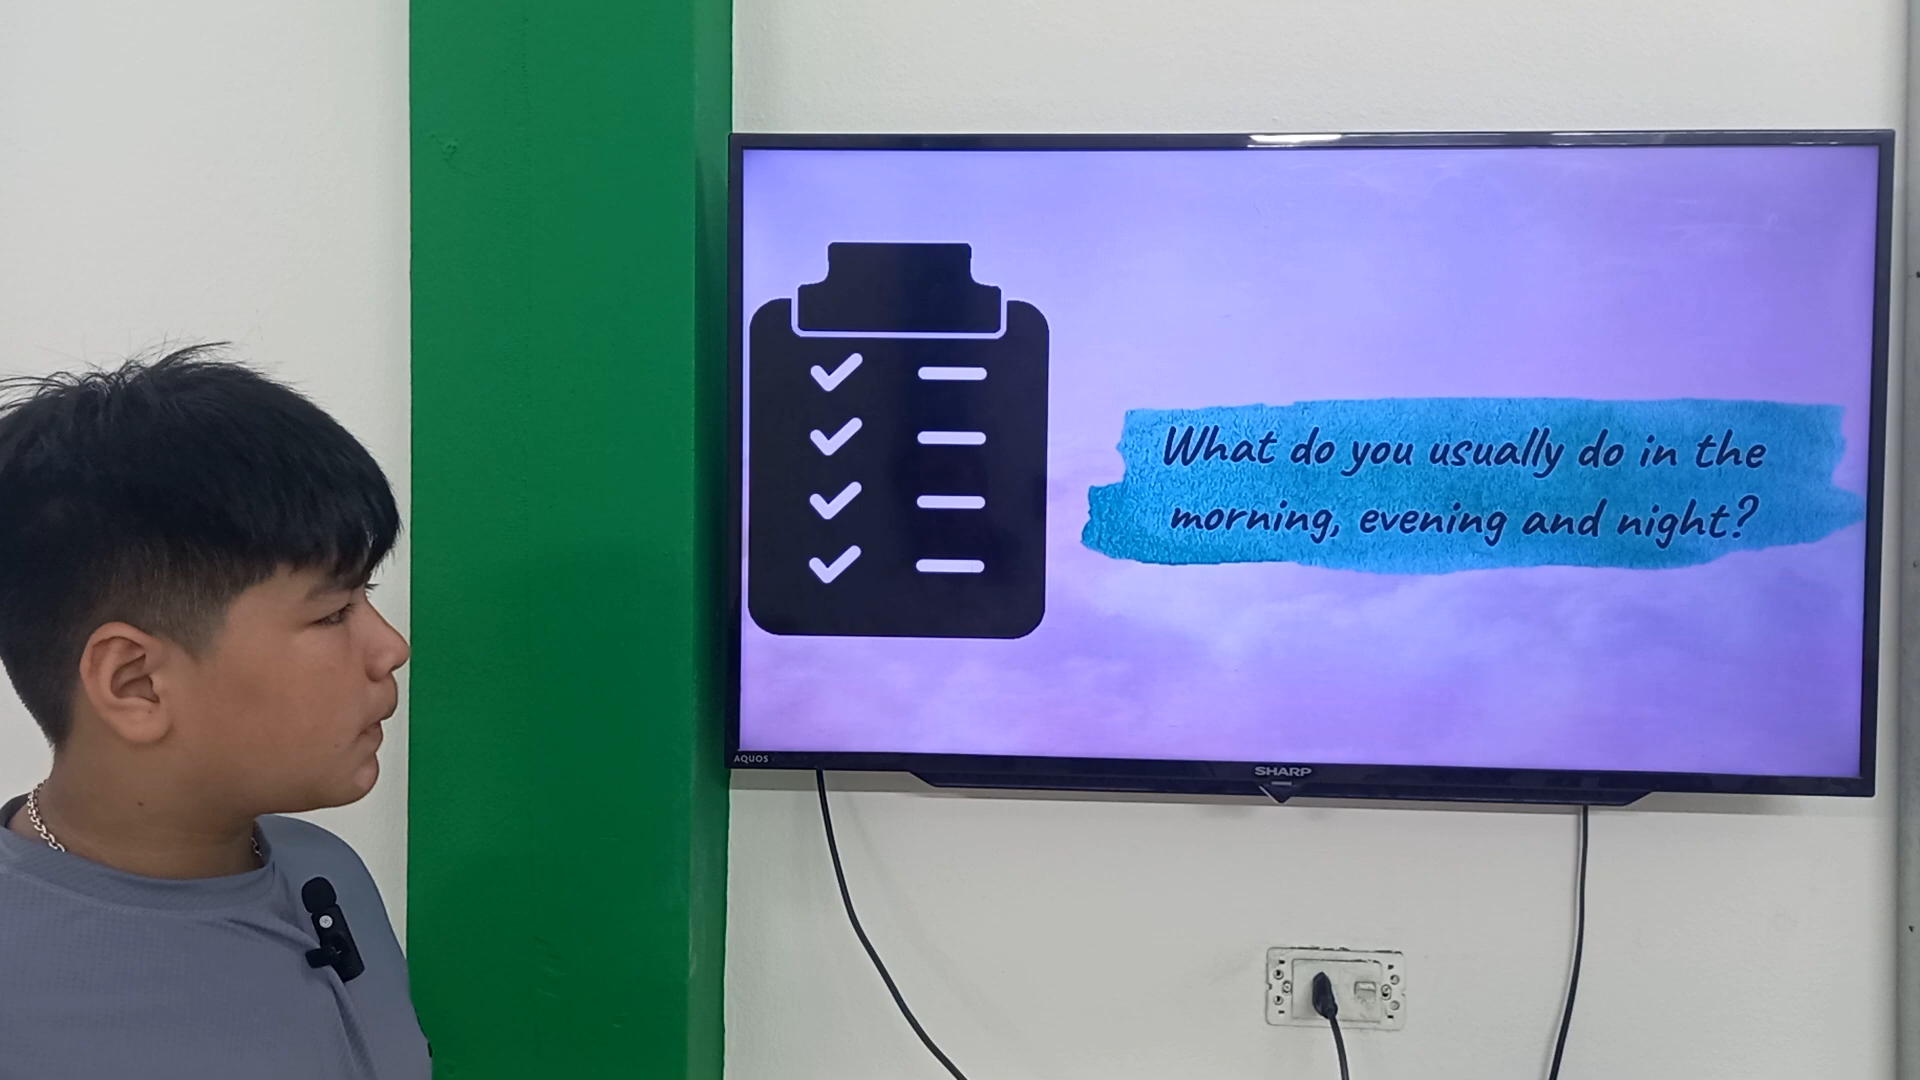 What do you usually do in the
morning, evening and night?
AQUOS
SHARP